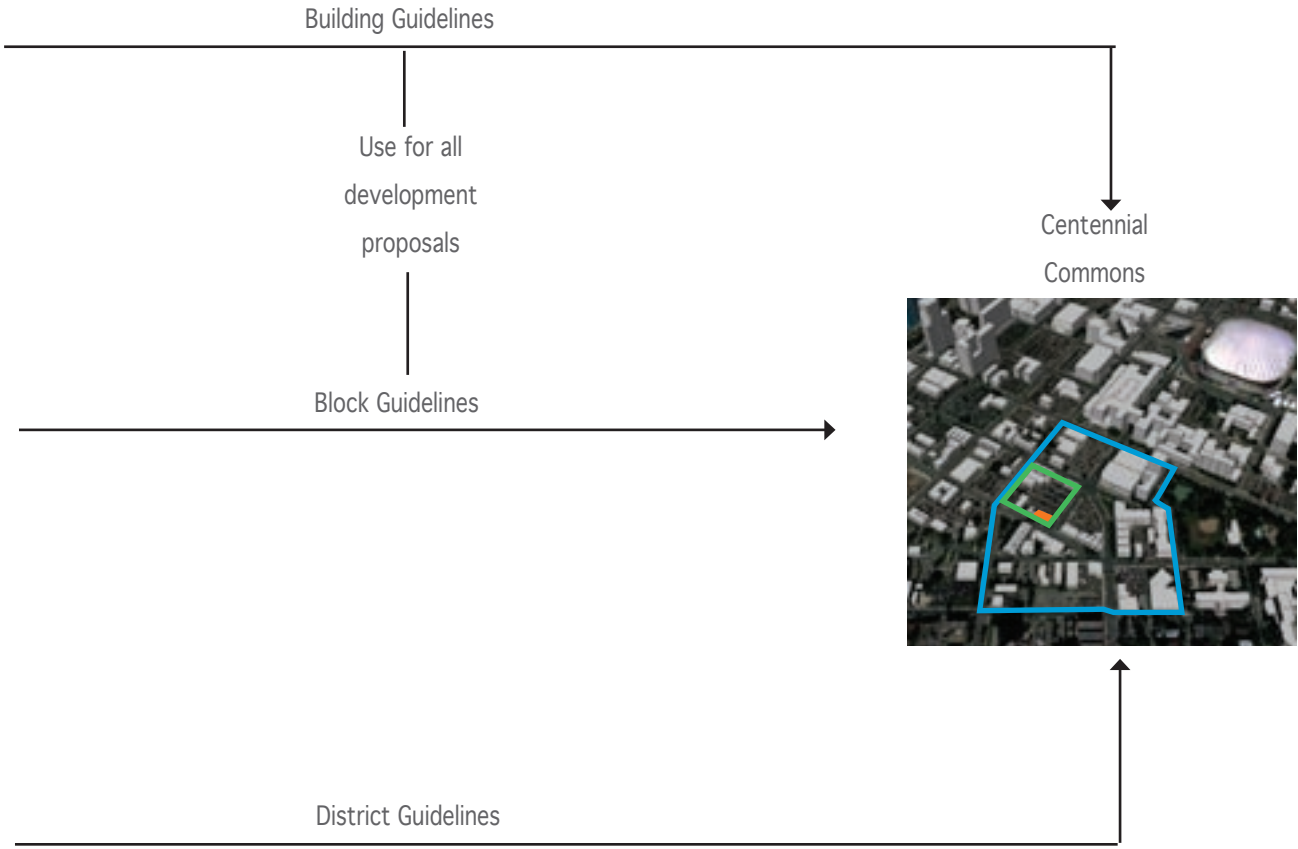 Building Guidelines
Use for all
development
proposals
Centennial
Commons
Block Guidelines
District Guidelines